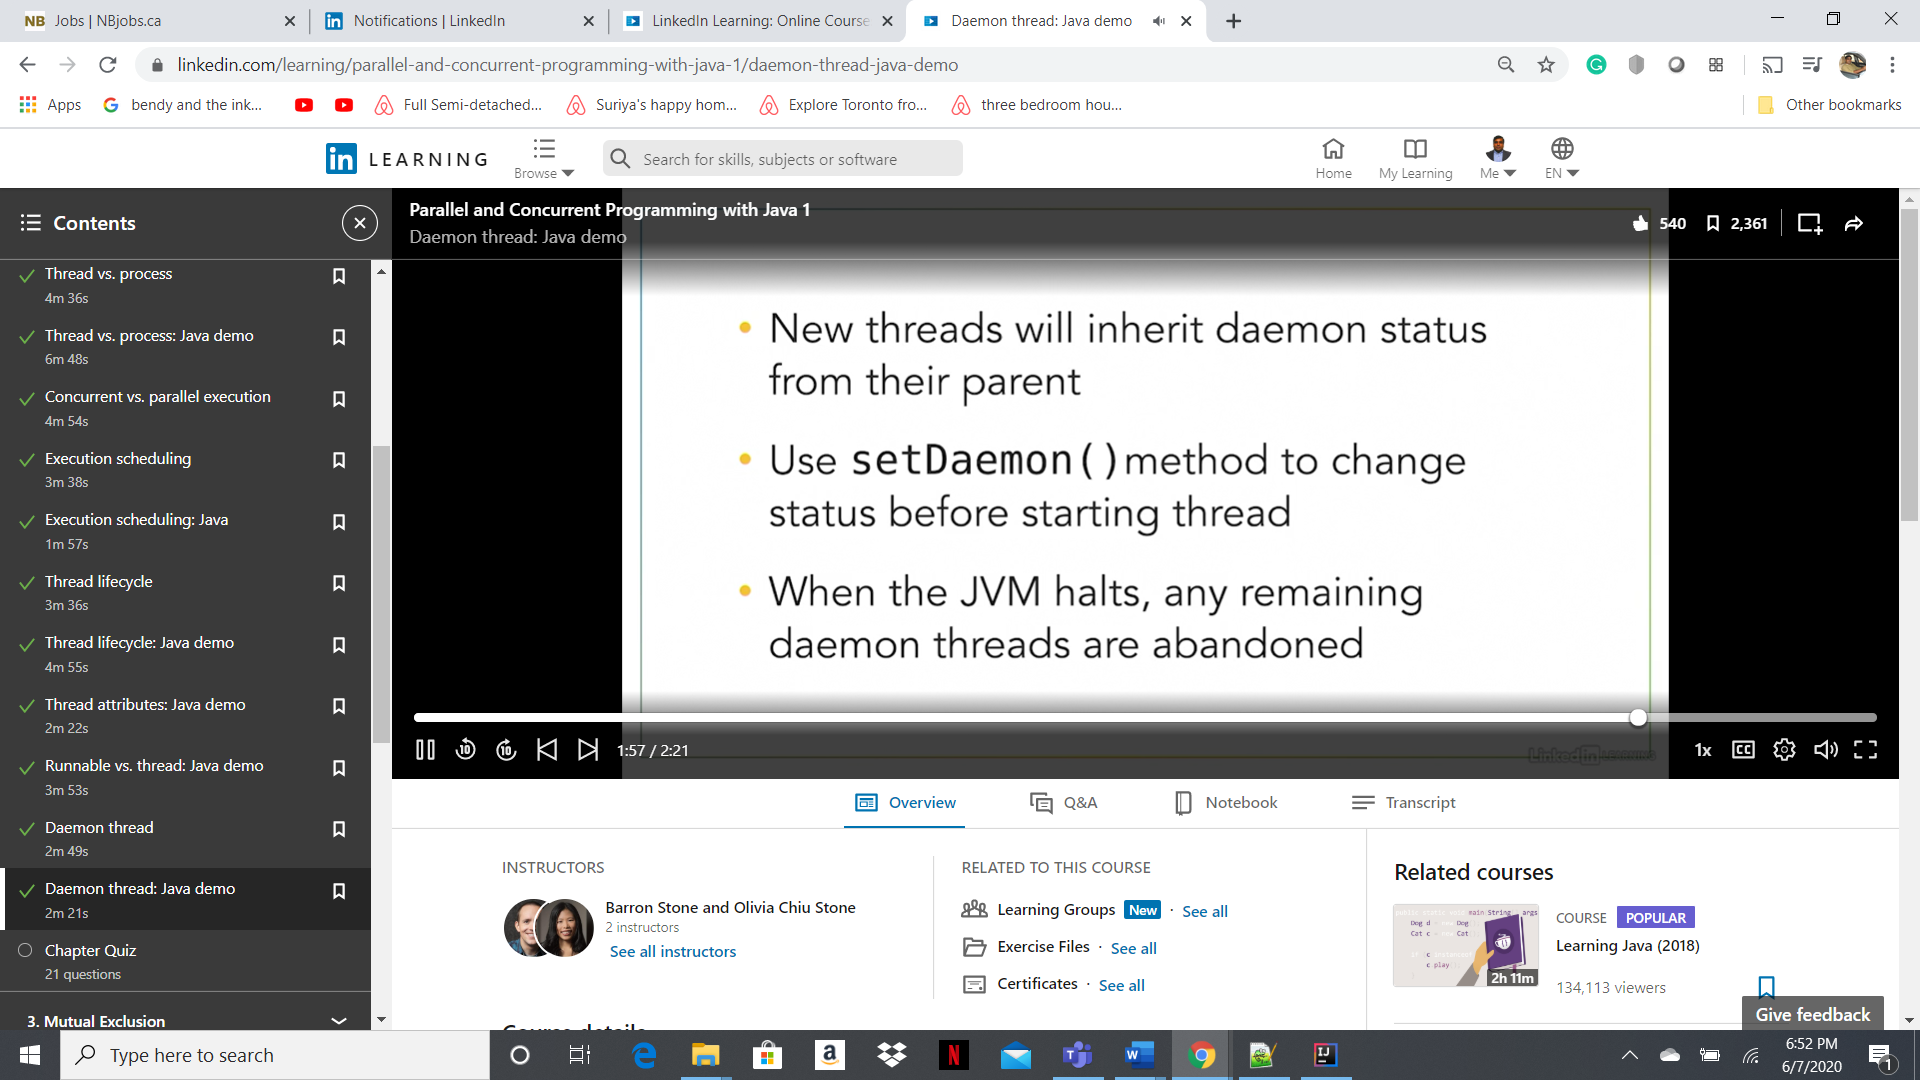 NB Jobs | NBjobs.ca
in Notifications | LinkedIn
LinkedIn Learning: Online Course
Daemon thread: Java demo
linkedin.com/learning/parallel-and-concurrent-programming-with-java-1/daemon-thread-java-demo
Apps
bendy and the ink...
Full Semi-detached...
Suriya's happy hom...
Explore Toronto fro...
three bedroom hou...
Other bookmarks
in LEARNING
Browse
Search for skills, subjects or software
Home
My Learning
Me
EN
Contents
Parallel and Concurrent Programming with Java 1
Daemon thread: Java demo
540
2,361
Thread vs. process
4m 36s
Thread vs. process: Java demo
6m 48s
Concurrent vs. parallel execution
4m 54s
Execution scheduling
3m 38s
Execution scheduling: Java
1m 57s
Thread lifecycle
3m 36s
Thread lifecycle: Java demo
4m 55s
Thread attributes: Java demo
2m 22s
Runnable vs. thread: Java demo
3m 53s
Daemon thread
2m 49s
Daemon thread: Java demo
2m 21s
Chapter Quiz
21 questions
3. Mutual Exclusion
• New threads will inherit daemon status
from their parent
• Use setDaemon()method to change
status before starting thread
• When the JVM halts, any remaining
daemon threads are abandoned
10
10
1:57 / 2:21
LinkedIn LEARNING
1x
CC
Overview
Q&A
Notebook
Transcript
INSTRUCTORS
Barron Stone and Olivia Chiu Stone
2 instructors
See all instructors
RELATED TO THIS COURSE
Learning Groups New · See all
Exercise Files · See all
Certificates · See all
Related courses
COURSE POPULAR
Learning Java (2018)
2h 11m
134,113 viewers
Give feedback
Course details
Type here to search
6:52 PM
6/7/2020
1